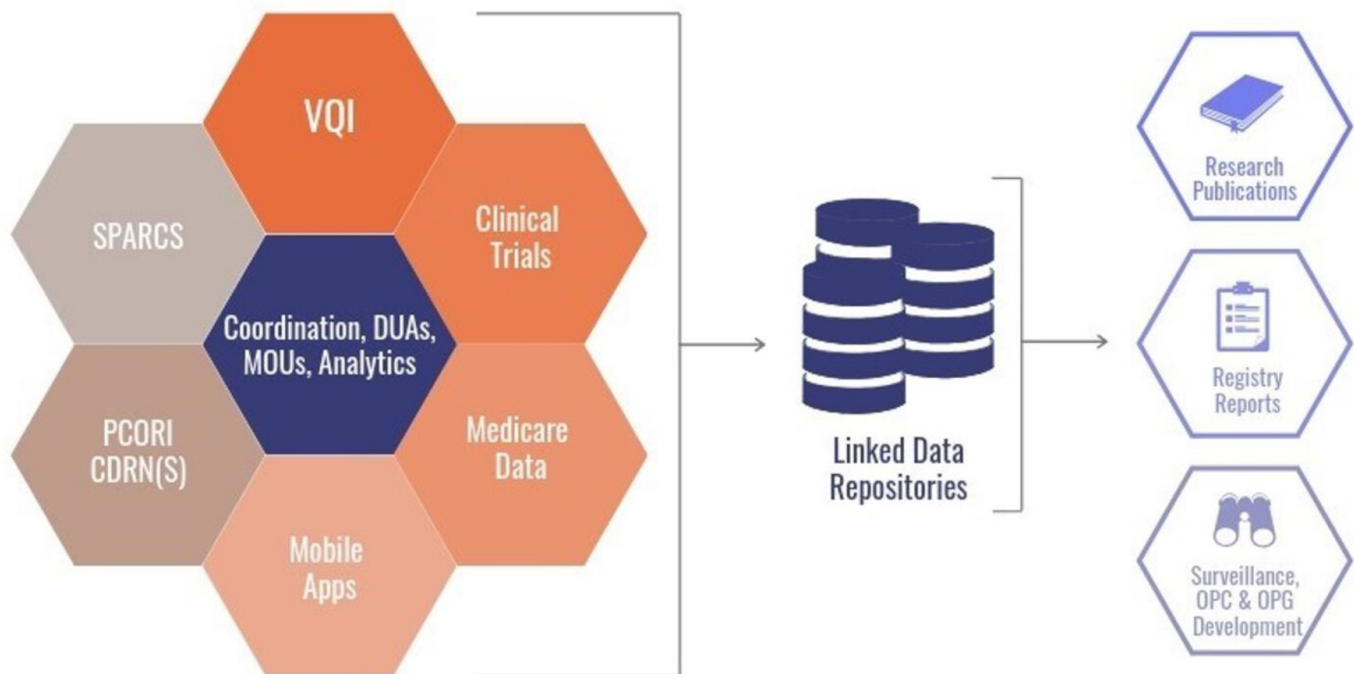 VQI
SPARCS
Clinical
Trials
Coordination, DUAs,
MOUs, Analytics
PCORI
CDRN(S)
Medicare
Data
Mobile
Apps
Linked Data
Repositories
Research
Publications
Registry
Reports
Surveillance,
OPC & OPG
Development